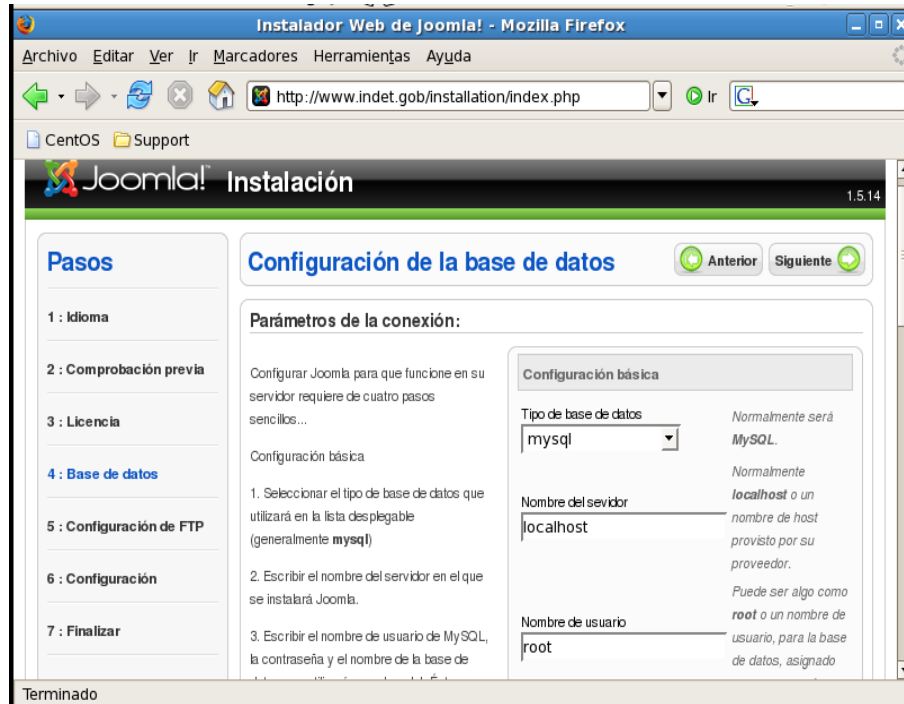 Instalador Web de Joomla! - Mozilla Firefox
Archivo Editar Ver Ir Marcadores Herramientas Ayuda
http://www.indet.gob/installation/index.php
Ir
G
CentOS Support
Joomla!™ Instalación
1.5.14
Pasos
1 : Idioma
2 : Comprobación previa
3 : Licencia
4 : Base de datos
5 : Configuración de FTP
6 : Configuración
7 : Finalizar
Configuración de la base de datos
Anterior
Siguiente
Parámetros de la conexión:
Configurar Joomla para que funcione en su
servidor requiere de cuatro pasos
sencillos...
Configuración básica
1. Seleccionar el tipo de base de datos que
utilizará en la lista desplegable
(generalmente mysql)
2. Escribir el nombre del servidor en el que
se instalará Joomla.
3. Escribir el nombre de usuario de MySQL,
la contraseña y el nombre de la base de
Configuración básica
Tipo de base de datos
mysql
Normalmente será
MySQL.
Nombre del sevidor
localhost
Normalmente
localhost o un
nombre de host
provisto por su
proveedor.
Nombre de usuario
root
Puede ser algo como
root o un nombre de
usuario, para la base
de datos, asignado
Terminado